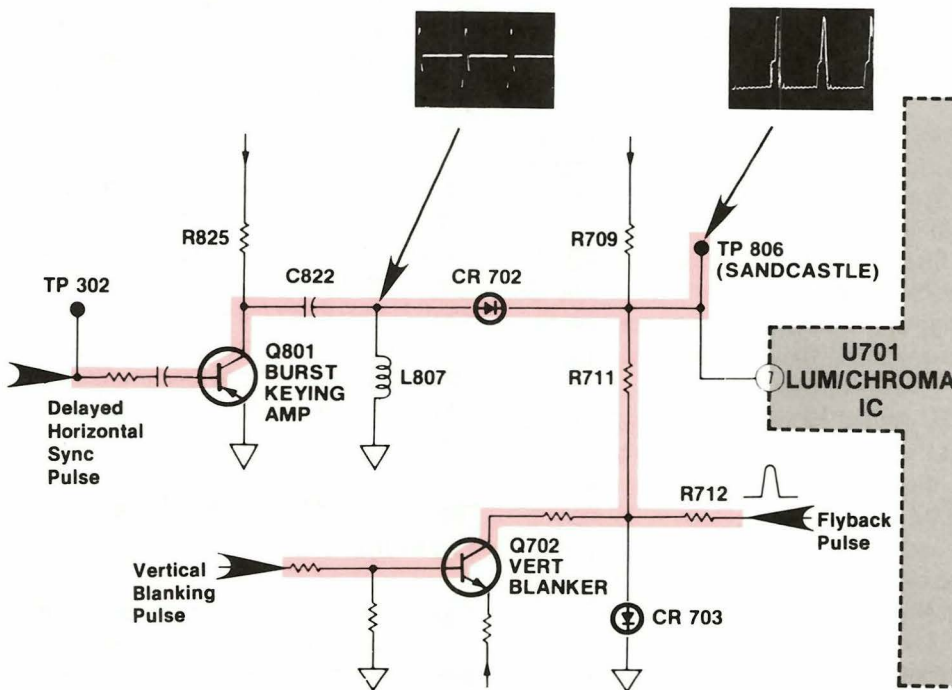 R825
R709
TP 806
(SANDCASTLE)
TP 302
C822
CR 702
Q801
BURST
KEYING
AMP
L807
R711
7
U701
LUM/CHROMA
IC
Delayed
Horizontal
Sync
Pulse
R712
Flyback
Pulse
Q702
VERT
BLANKER
Vertical
Blanking
Pulse
CR 703